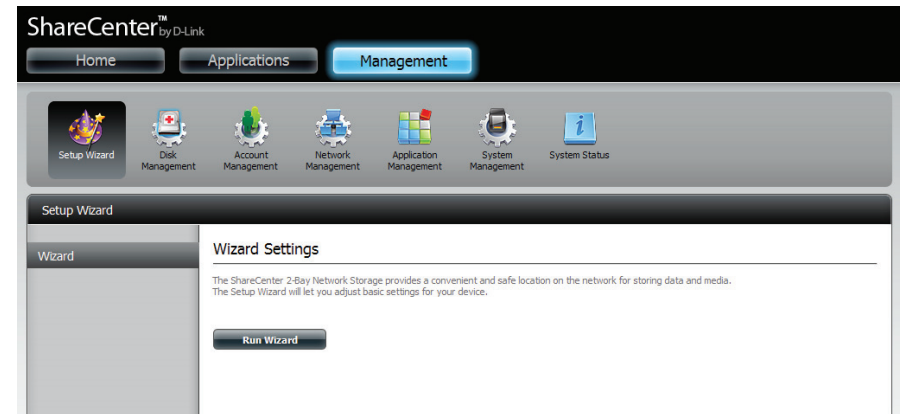 ShareCenter™ by D-Link
Home Applications Management
Setup Wizard Disk Management Account Management Network Management Application Management System Management System Status
Setup Wizard
Wizard
Wizard Settings
The ShareCenter 2-Bay Network Storage provides a convenient and safe location on the network for storing data and media.
The Setup Wizard will let you adjust basic settings for your device.
Run Wizard